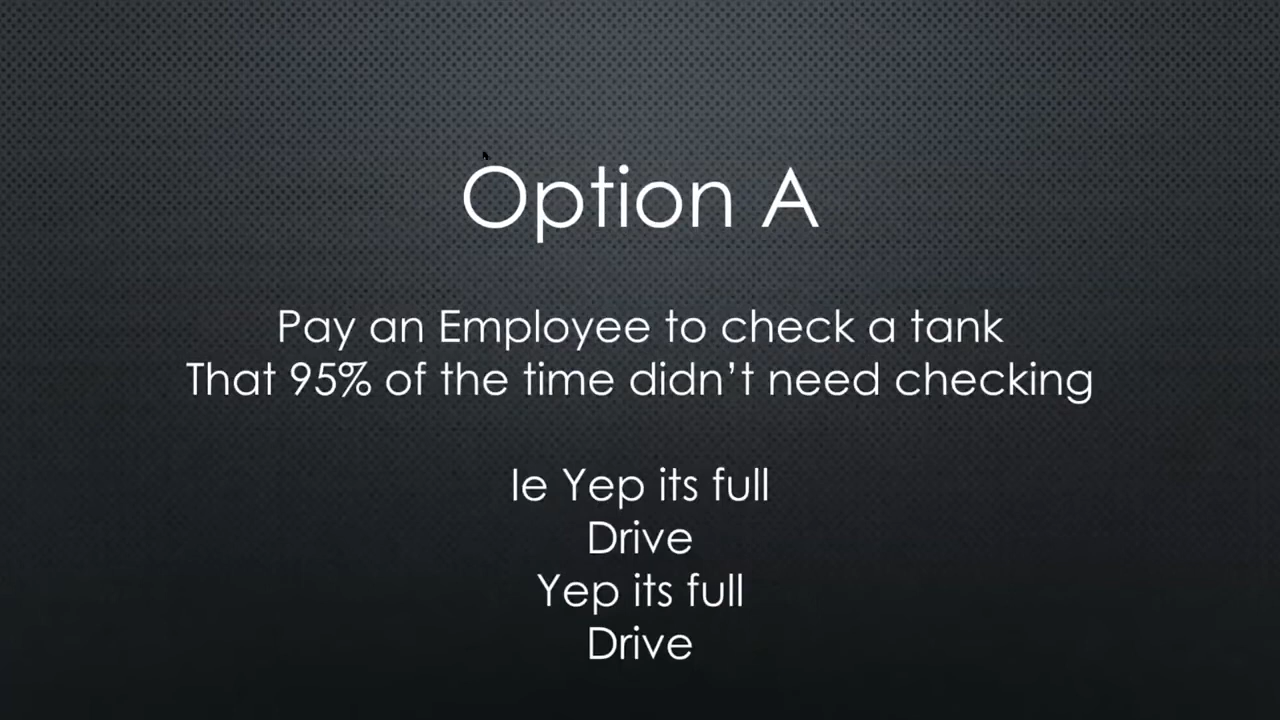 Option A
Pay an Employee to check a tank
That 95% of the time didn’t need checking
Ie Yep its full
Drive
Yep its full
Drive